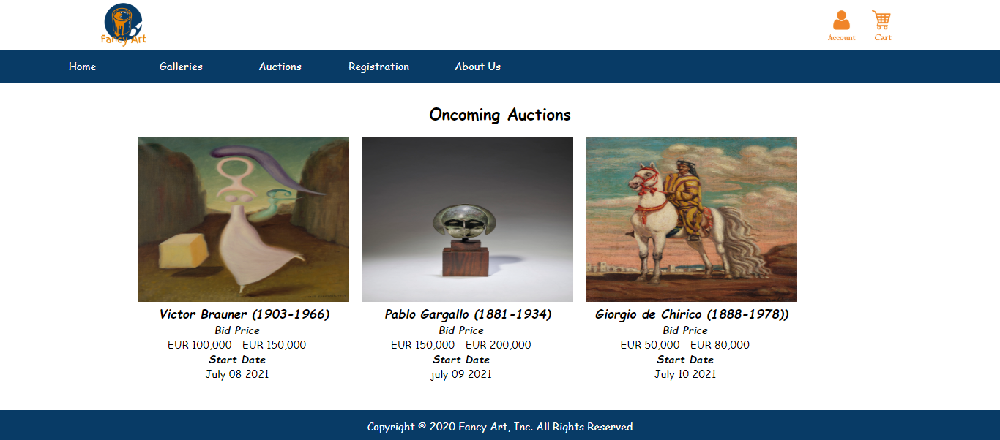 Fancy Art
Account Cart
Home Galleries Auctions Registration About Us
Oncoming Auctions
Victor Brauner (1903-1966)
Bid Price
EUR 100,000 - EUR 150,000
Start Date
July 08 2021
Pablo Gargallo (1881-1934)
Bid Price
EUR 150,000 - EUR 200,000
Start Date
july 09 2021
Giorgio de Chirico (1888-1978))
Bid Price
EUR 50,000 - EUR 80,000
Start Date
July 10 2021
Copyright © 2020 Fancy Art, Inc. All Rights Reserved